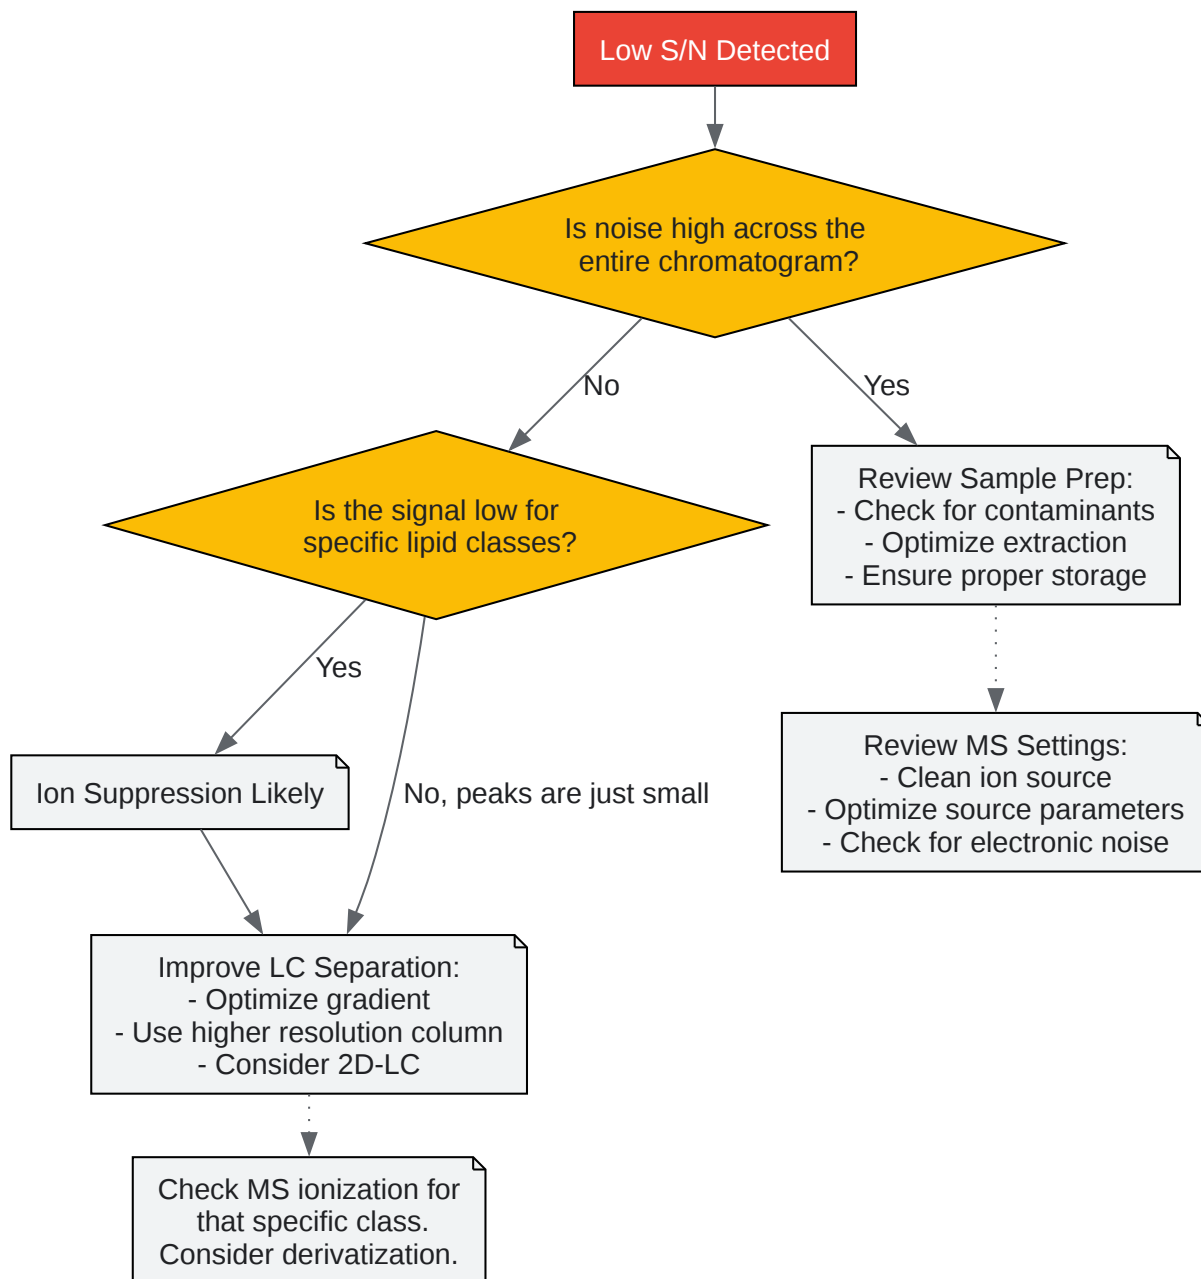 Low S/N Detected
Is noise high across the
entire chromatogram?
No
Yes
Is the signal low for
specific lipid classes?
Review Sample Prep:
- Check for contaminants
- Optimize extraction
- Ensure proper storage
Yes
Review MS Settings:
- Clean ion source
- Optimize source parameters
- Check for electronic noise
Ion Suppression Likely
No, peaks are just small
Improve LC Separation:
- Optimize gradient
- Use higher resolution column
- Consider 2D-LC
Check MS ionization for
that specific class.
Consider derivatization.